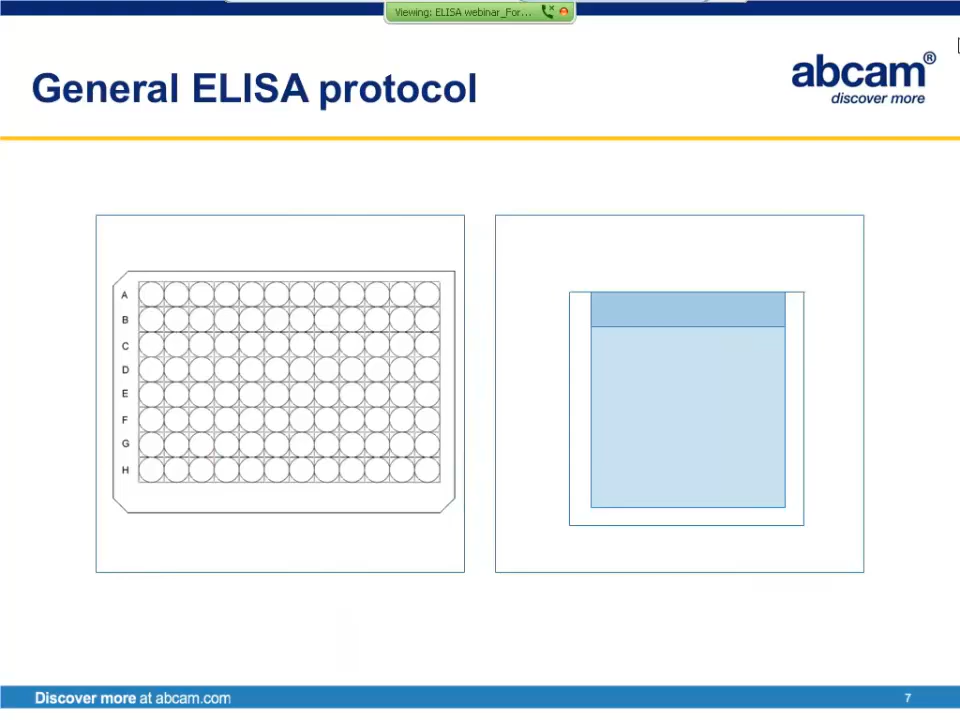 Viewing: ELISA webinar_For...
General ELISA protocol
abcam®
discover more
A
B
C
D
E
F
G
H
Discover more at abcam.com
7